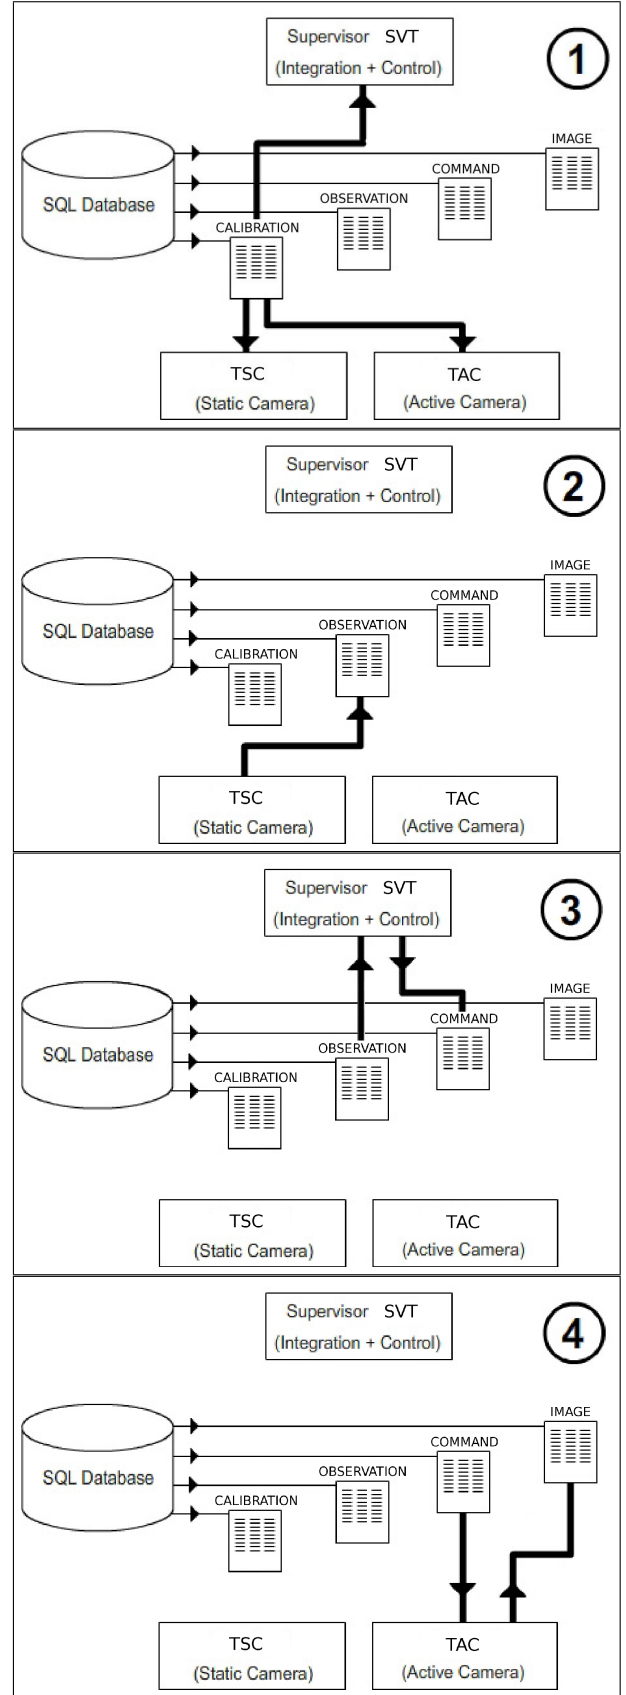 Supervisor SVT
(Integration + Control)
1
IMAGE
COMMAND
SQL Database
OBSERVATION
CALIBRATION
TSC
(Static Camera)
TAC
(Active Camera)
Supervisor SVT
(Integration + Control)
2
IMAGE
COMMAND
SQL Database
OBSERVATION
CALIBRATION
TSC
(Static Camera)
TAC
(Active Camera)
Supervisor SVT
(Integration + Control)
3
IMAGE
COMMAND
SQL Database
OBSERVATION
CALIBRATION
TSC
(Static Camera)
TAC
(Active Camera)
Supervisor SVT
(Integration + Control)
4
IMAGE
COMMAND
SQL Database
OBSERVATION
CALIBRATION
TSC
(Static Camera)
TAC
(Active Camera)